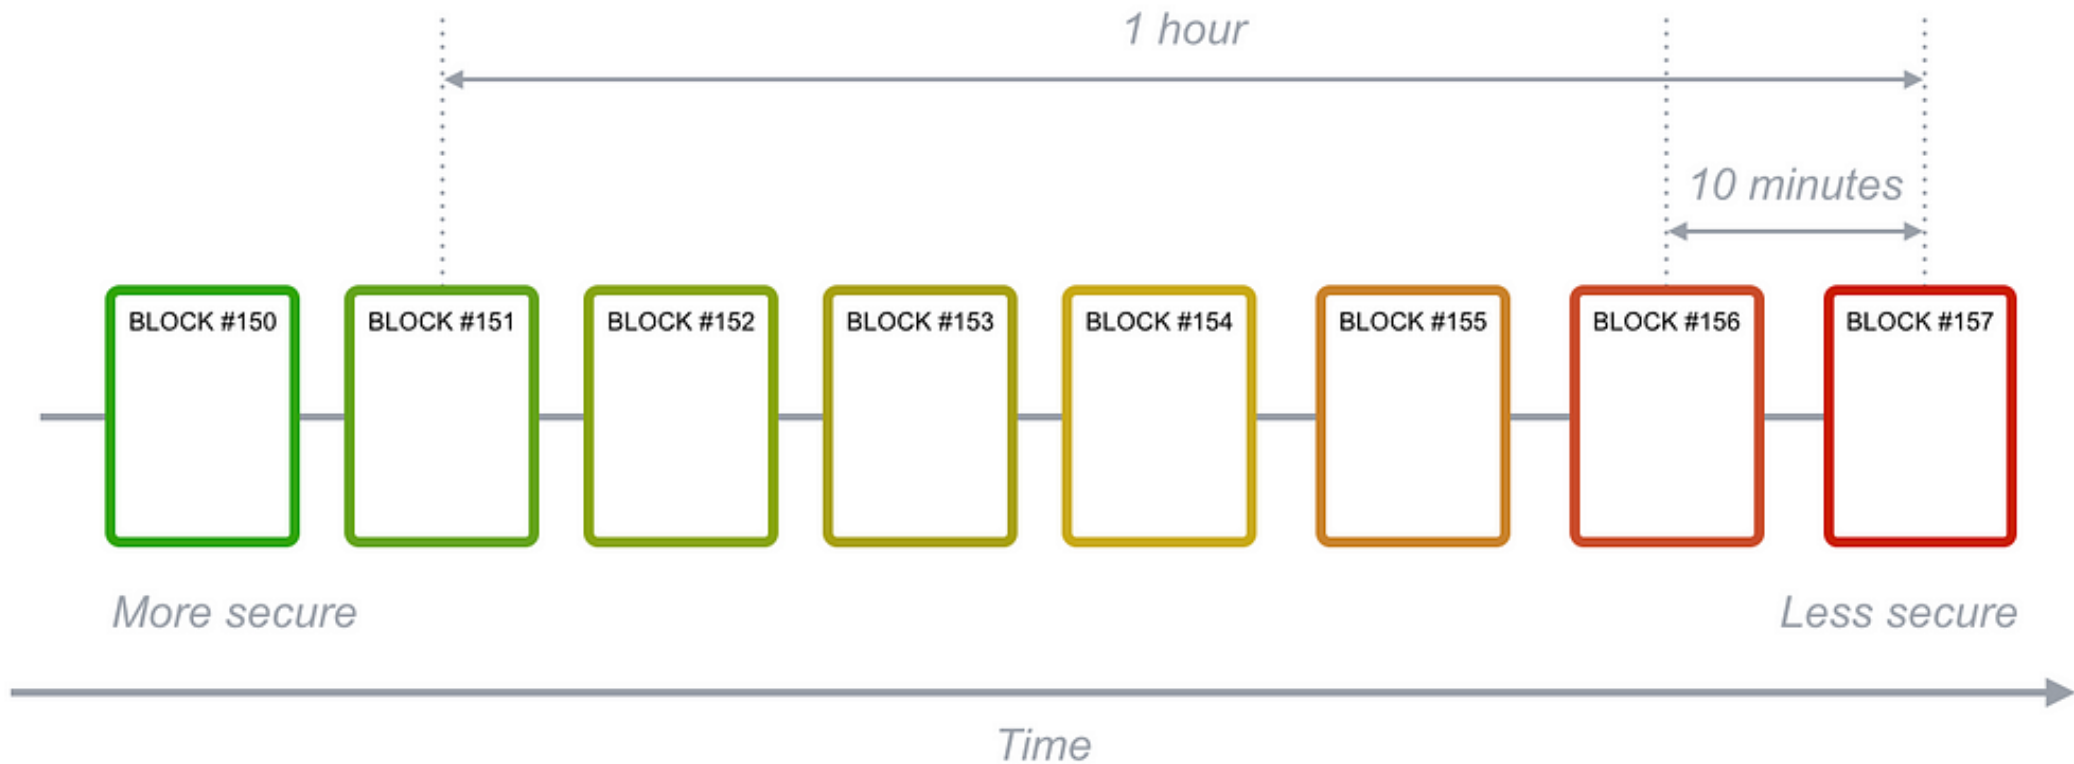 1 hour
10 minutes
BLOCK #150
BLOCK #151
BLOCK #152
BLOCK #153
BLOCK #154
BLOCK #155
BLOCK #156
BLOCK #157
More secure
Less secure
Time